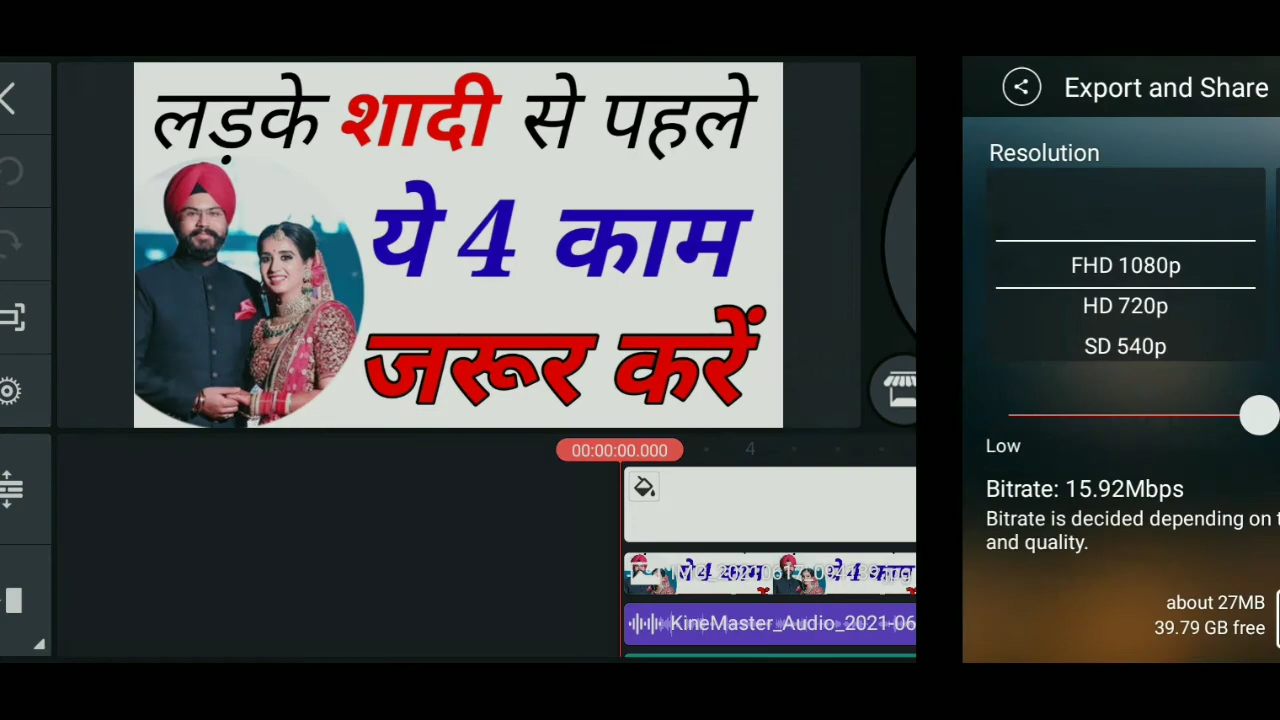 लड़के शादी से पहले
ये 4 काम
जरूर करें
00:00:00.000
4
ये 4 काम ये 4 काम
KineMaster_Audio_2021-06
Export and Share
Resolution
FHD 1080p
HD 720p
SD 540p
Low
Bitrate: 15.92Mbps
Bitrate is decided depending on
and quality.
about 27MB
39.79 GB free